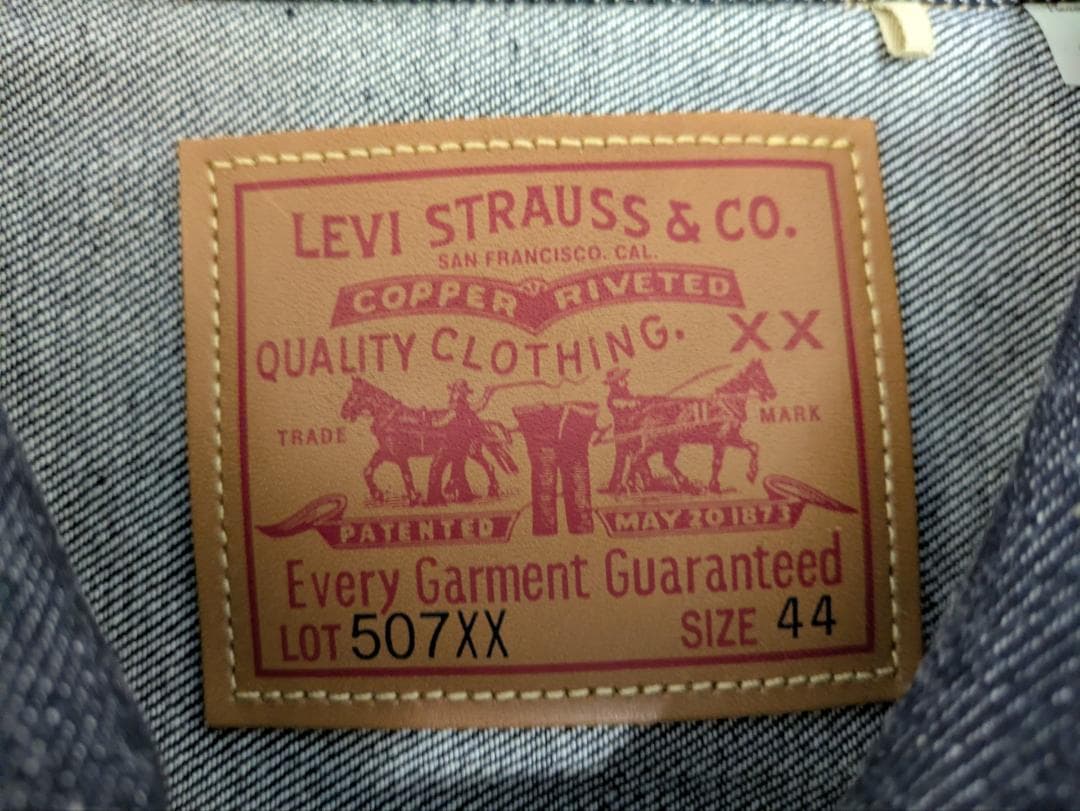 LEVI STRAUSS & CO.
SAN FRANCISCO. CAL.
COPPER RIVETED
QUALITY CLOTHING. XX
TRADE MARK
PATENTED MAY 20 1873
Every Garment Guaranteed
LOT 507XX SIZE 44